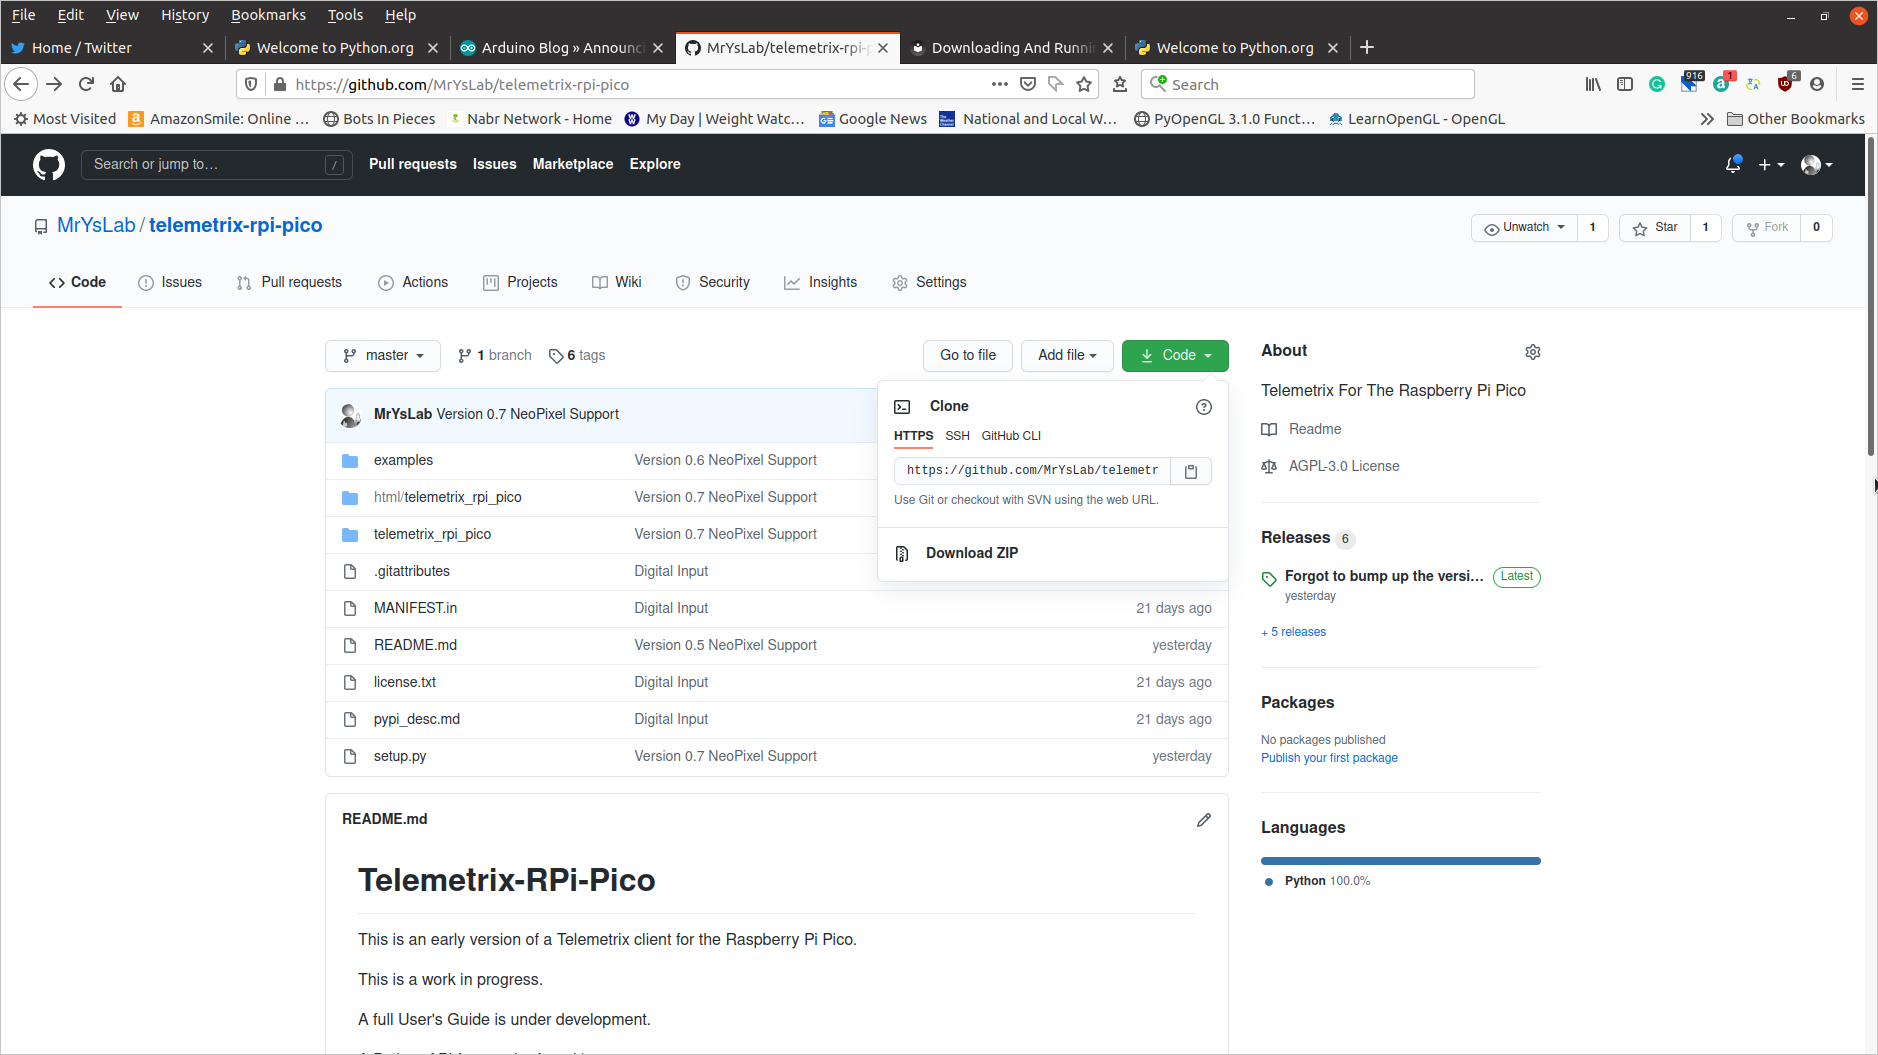 File Edit View History Bookmarks Tools Help
Home / Twitter Welcome to Python.org Arduino Blog » Announc MrYsLab/telemetrix-rpi-p Downloading And Runni Welcome to Python.org
https://github.com/MrYsLab/telemetrix-rpi-pico Search 916 1 6
Most Visited AmazonSmile: Online … Bots In Pieces Nabr Network - Home My Day | Weight Watc… Google News National and Local W… PyOpenGL 3.1.0 Funct… LearnOpenGL - OpenGL Other Bookmarks
Search or jump to… / Pull requests Issues Marketplace Explore
MrYsLab / telemetrix-rpi-pico Unwatch 1 Star 1 Fork 0
Code Issues Pull requests Actions Projects Wiki Security Insights Settings
master 1 branch 6 tags Go to file Add file Code
MrYsLab Version 0.7 NeoPixel Support
examples Version 0.6 NeoPixel Support
html/telemetrix_rpi_pico Version 0.7 NeoPixel Support
telemetrix_rpi_pico Version 0.7 NeoPixel Support
.gitattributes Digital Input
MANIFEST.in Digital Input 21 days ago
README.md Version 0.5 NeoPixel Support yesterday
license.txt Digital Input 21 days ago
pypi_desc.md Digital Input 21 days ago
setup.py Version 0.7 NeoPixel Support yesterday
Clone
HTTPS SSH GitHub CLI
https://github.com/MrYsLab/telemetr
Use Git or checkout with SVN using the web URL.
Download ZIP
README.md
Telemetrix-RPi-Pico
This is an early version of a Telemetrix client for the Raspberry Pi Pico.
This is a work in progress.
A full User's Guide is under development.
About
Telemetrix For The Raspberry Pi Pico
Readme
AGPL-3.0 License
Releases 6
Forgot to bump up the versi… Latest
yesterday
+ 5 releases
Packages
No packages published
Publish your first package
Languages
Python 100.0%